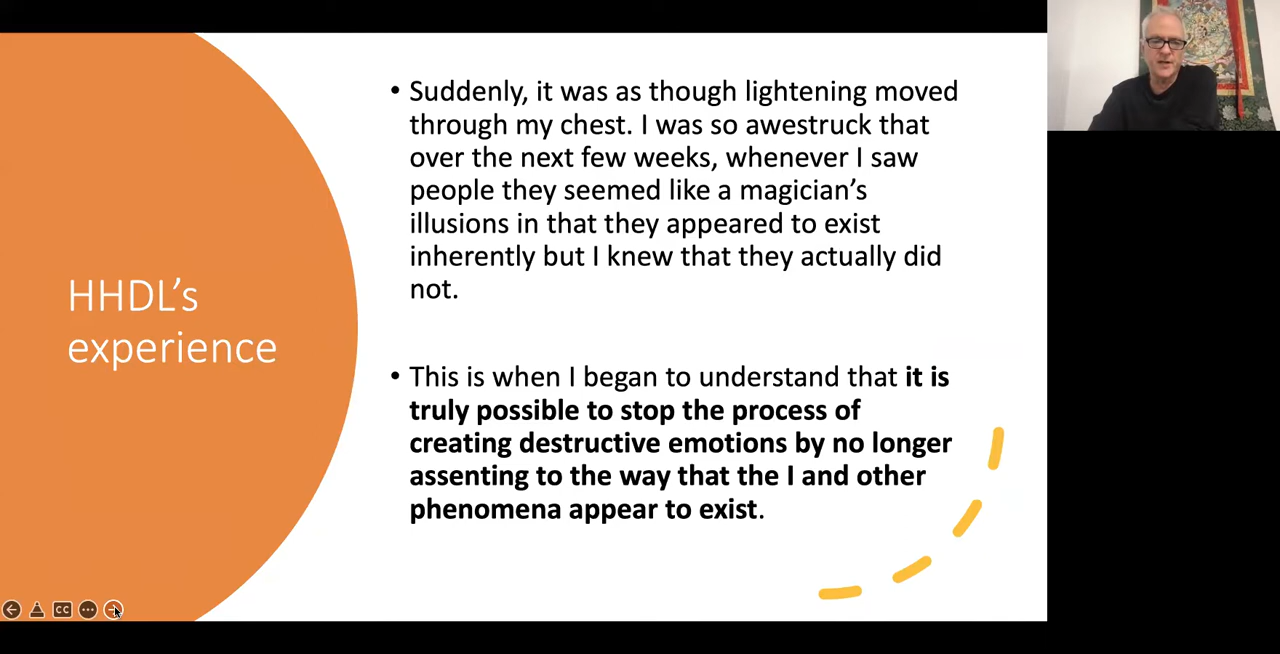 HHDL’s
experience
• Suddenly, it was as though lightening moved
through my chest. I was so awestruck that
over the next few weeks, whenever I saw
people they seemed like a magician’s
illusions in that they appeared to exist
inherently but I knew that they actually did
not.
• This is when I began to understand that it is
truly possible to stop the process of
creating destructive emotions by no longer
assenting to the way that the I and other
phenomena appear to exist.
CC